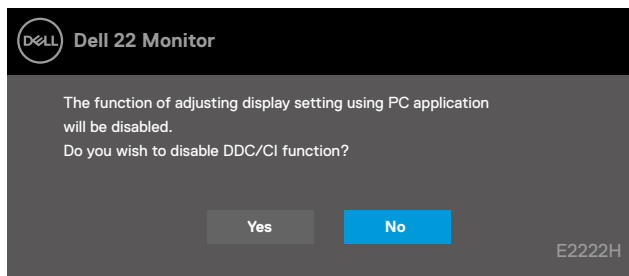 DELL Dell 22 Monitor
The function of adjusting display setting using PC application
will be disabled.
Do you wish to disable DDC/CI function?
Yes No
E2222H